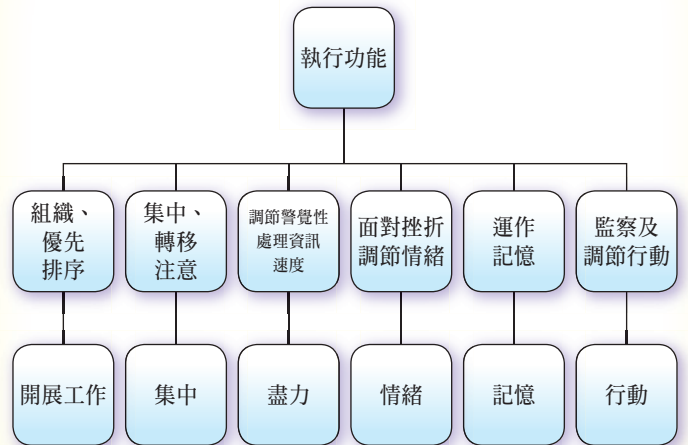 執行功能
組織、
優先
排序
集中、
轉移
注意
調節警覺性
處理資訊
速度
面對挫折
調節情緒
運作
記憶
監察及
調節行動
開展工作
集中
盡力
情緒
記憶
行動